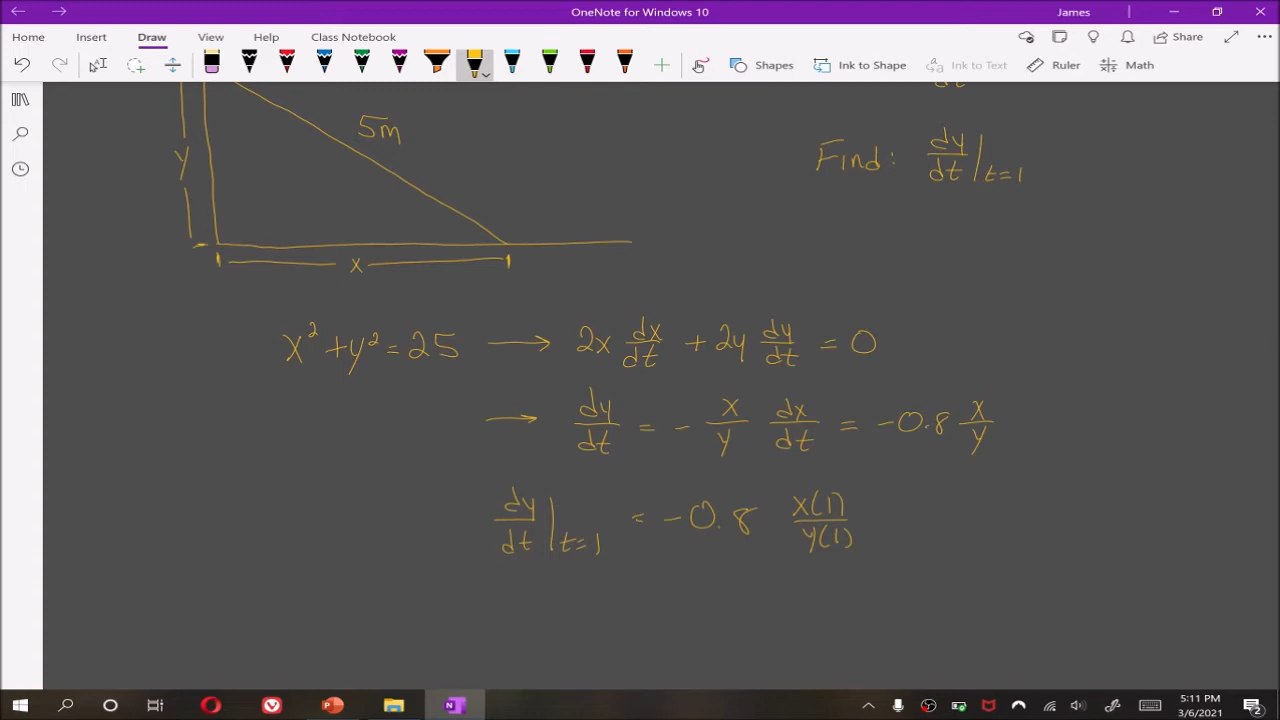 OneNote for Windows 10
James
Home Insert Draw View Help Class Notebook
Share
Shapes
Ink to Shape
Ink to Text
Ruler
Math
dt
5m
y
Find: dy/dt|t=1
x
x² + y² = 25 → 2x dx/dt + 2y dy/dt = 0
→ dy/dt = - x/y dx/dt = -0.8 x/y
dy/dt|t=1 = -0.8 x(1)/y(1)
5:11 PM
3/6/2021
2